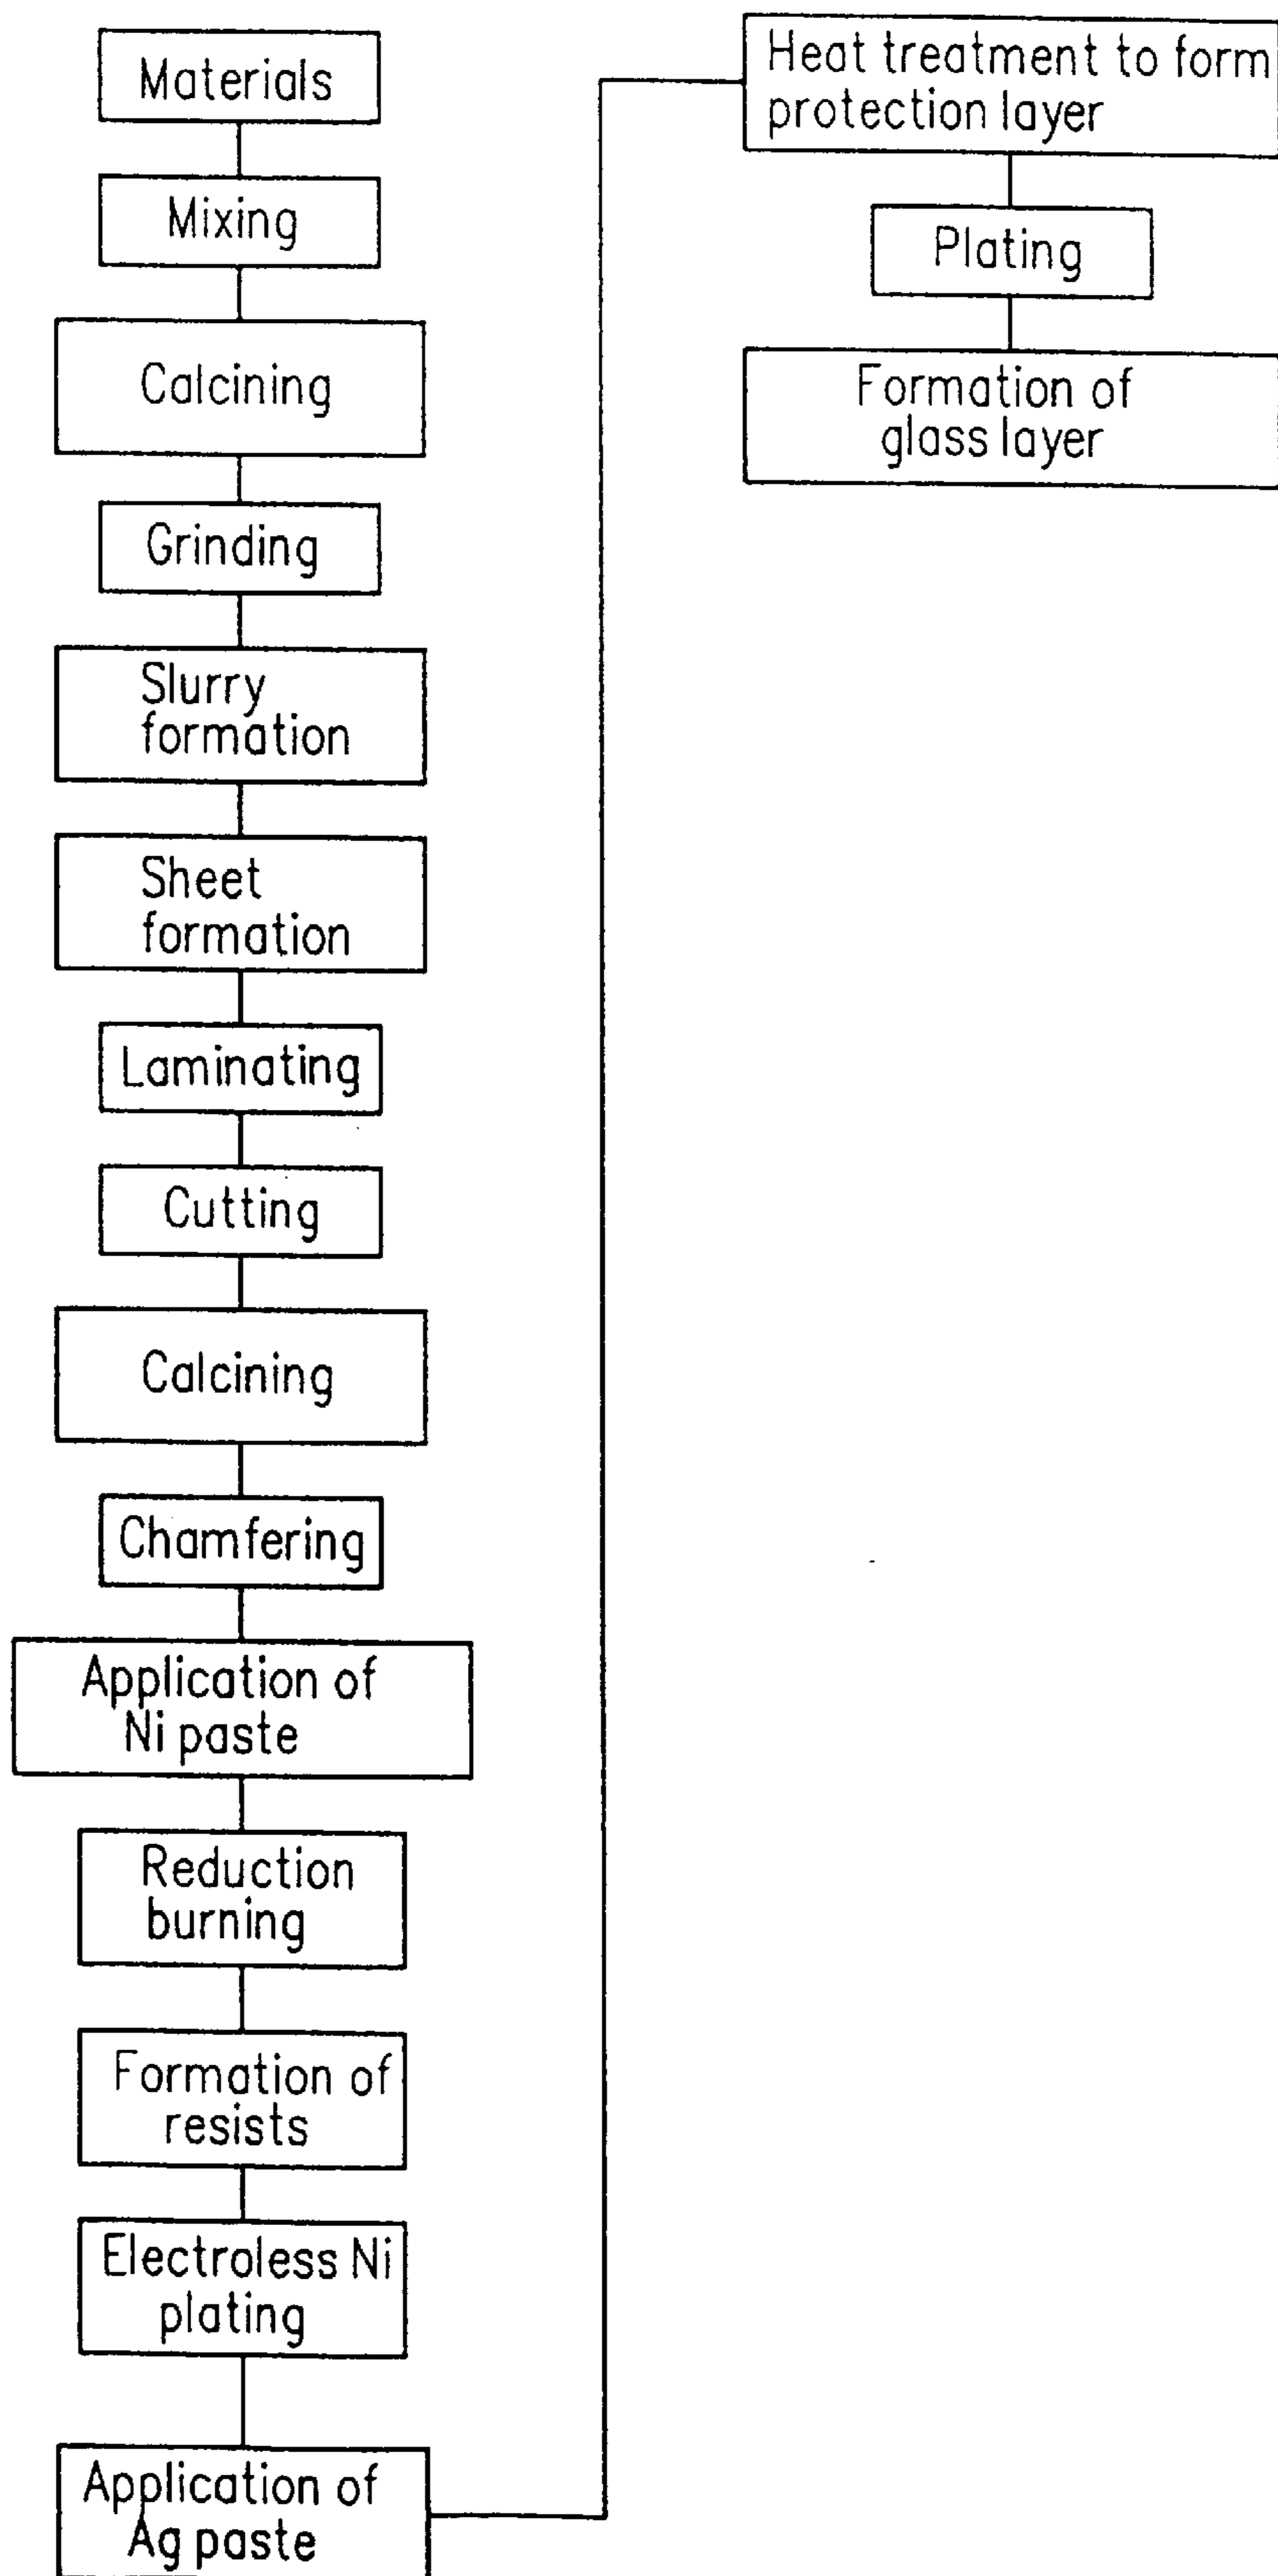 Materials
Mixing
Calcining
Grinding
Slurry
formation
Sheet
formation
Laminating
Cutting
Calcining
Chamfering
Application of
Ni paste
Reduction
burning
Formation of
resists
Electroless Ni
plating
Application of
Ag paste
Heat treatment to form
protection layer
Plating
Formation of
glass layer